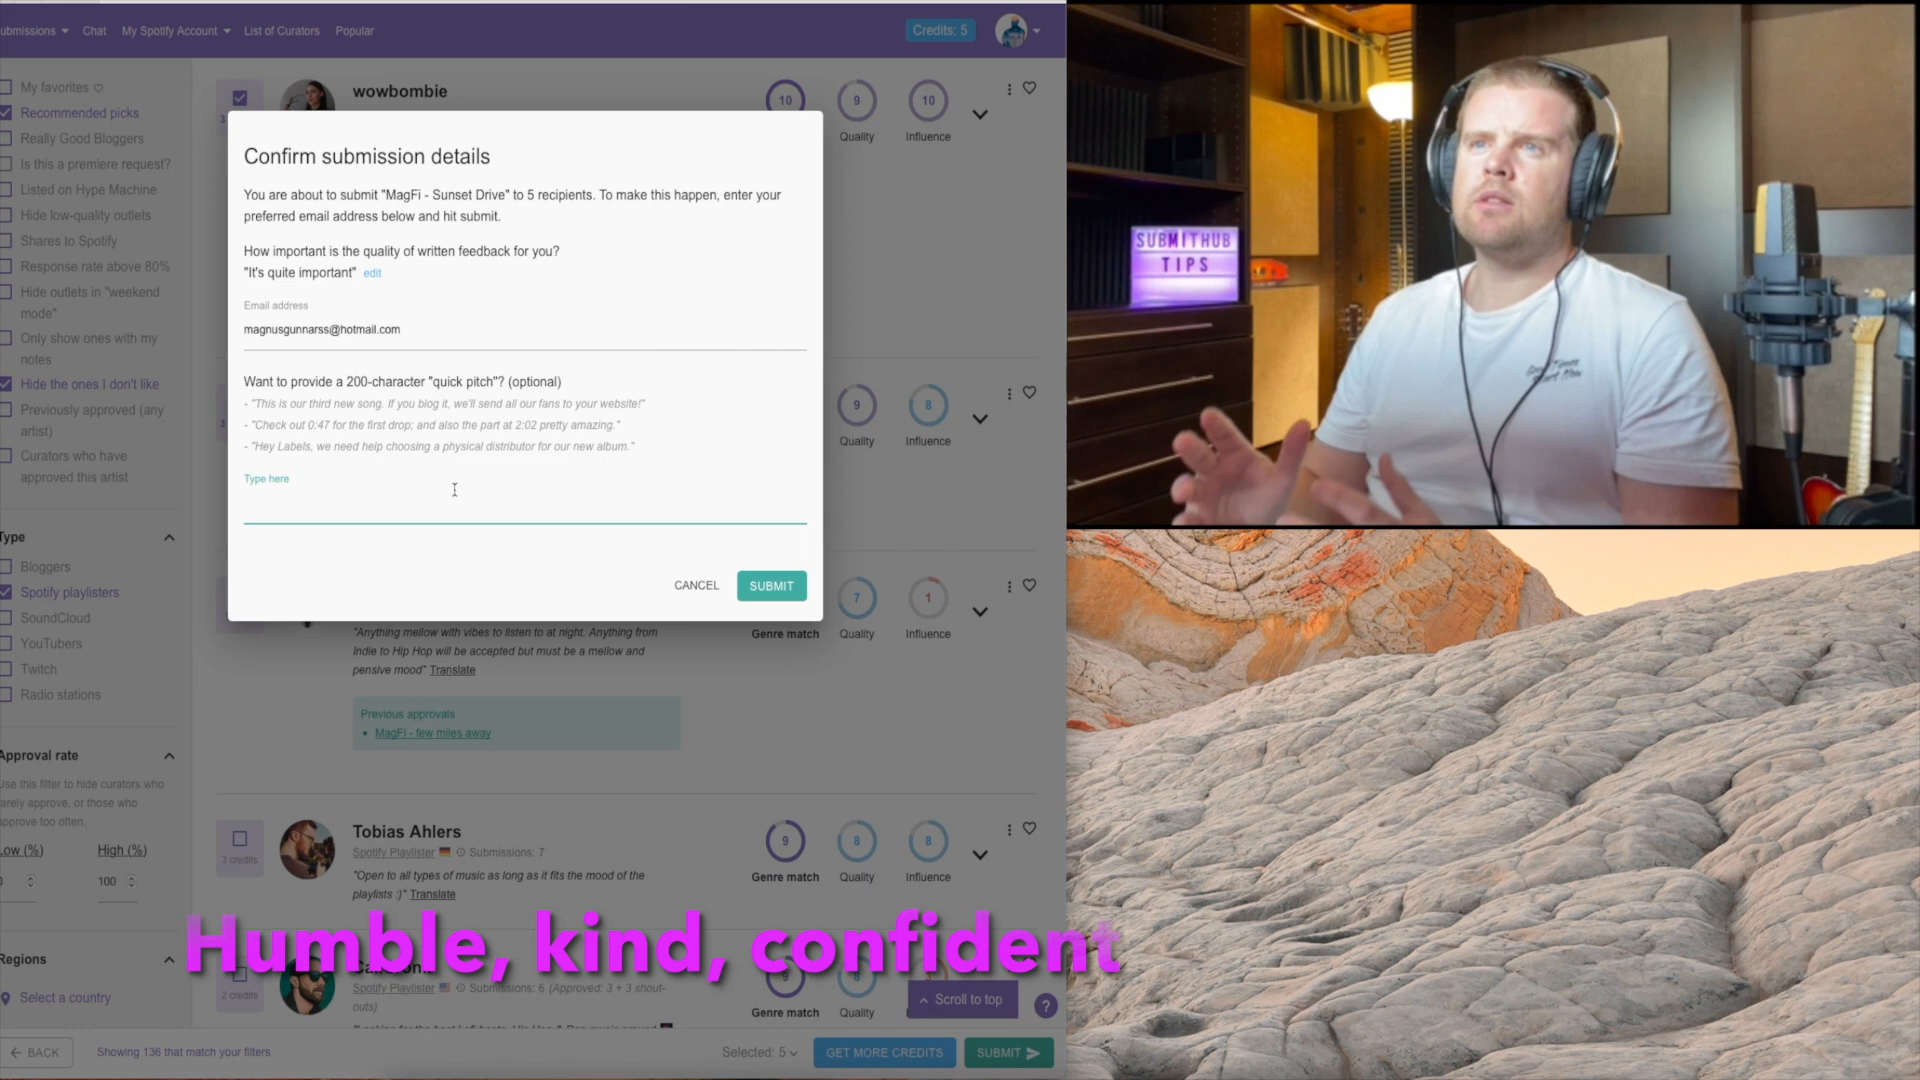 ubmissions
Chat
My Spotify Account
List of Curators
Popular
Credits: 5
My favorites
Recommended picks
Really Good Bloggers
Is this a premiere request?
Listed on Hype Machine
Hide low-quality outlets
Shares to Spotify
Response rate above 80%
Hide outlets in "weekend
mode"
Only show ones with my
notes
Hide the ones I don't like
Previously approved (any
artist)
Curators who have
approved this artist
Type
Bloggers
Spotify playlisters
SoundCloud
YouTubers
Twitch
Radio stations
Approval rate
Use this filter to hide curators who
rarely approve, or those who
approve too often.
Low (%)
High (%)
0
100
Regions
Select a country
3
wowbombie
10
9
Quality
10
Influence
Confirm submission details
You are about to submit "MagFi - Sunset Drive" to 5 recipients. To make this happen, enter your
preferred email address below and hit submit.
How important is the quality of written feedback for you?
"It's quite important" edit
Email address
magnusgunnarss@hotmail.com
Want to provide a 200-character "quick pitch"? (optional)
- "This is our third new song. If you blog it, we'll send all our fans to your website!"
- "Check out 0:47 for the first drop; and also the part at 2:02 pretty amazing."
- "Hey Labels, we need help choosing a physical distributor for our new album."
Type here
CANCEL
SUBMIT
3
9
Quality
8
Influence
7
Quality
1
Influence
Genre match
"Anything mellow with vibes to listen to at night. Anything from
Indie to Hip Hop will be accepted but must be a mellow and
pensive mood" Translate
Previous approvals
MagFi - few miles away
3 credits
Tobias Ahlers
Spotify Playlister
Submissions: 7
"Open to all types of music as long as it fits the mood of the
playlists :)" Translate
9
Genre match
8
Quality
8
Influence
Humble, kind, confident
2 credits
Spotify Playlister
Submissions: 6 (Approved: 3 + 3 shout-
outs)
9
Genre match
8
Quality
Scroll to top
?
BACK
Showing 136 that match your filters
Selected: 5
GET MORE CREDITS
SUBMIT
SUBMITHUB
TIPS